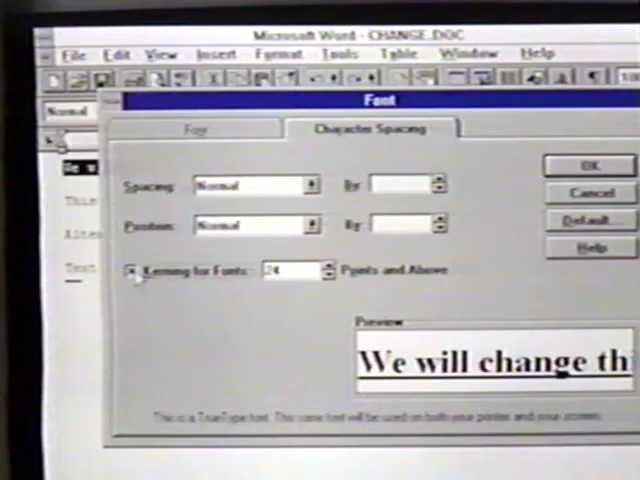 Microsoft Word - CHANGE.DOC
File Edit View Insert Format Tools Table Window Help
Normal
Font
Font Character Spacing
Spacing: Normal By:
Position: Normal By:
Kerning for Fonts: 24 Points and Above
OK
Cancel
Default...
Help
This
Text
Preview
We will change thi
This is a TrueType font. This same font will be used on both your printer and your screen.